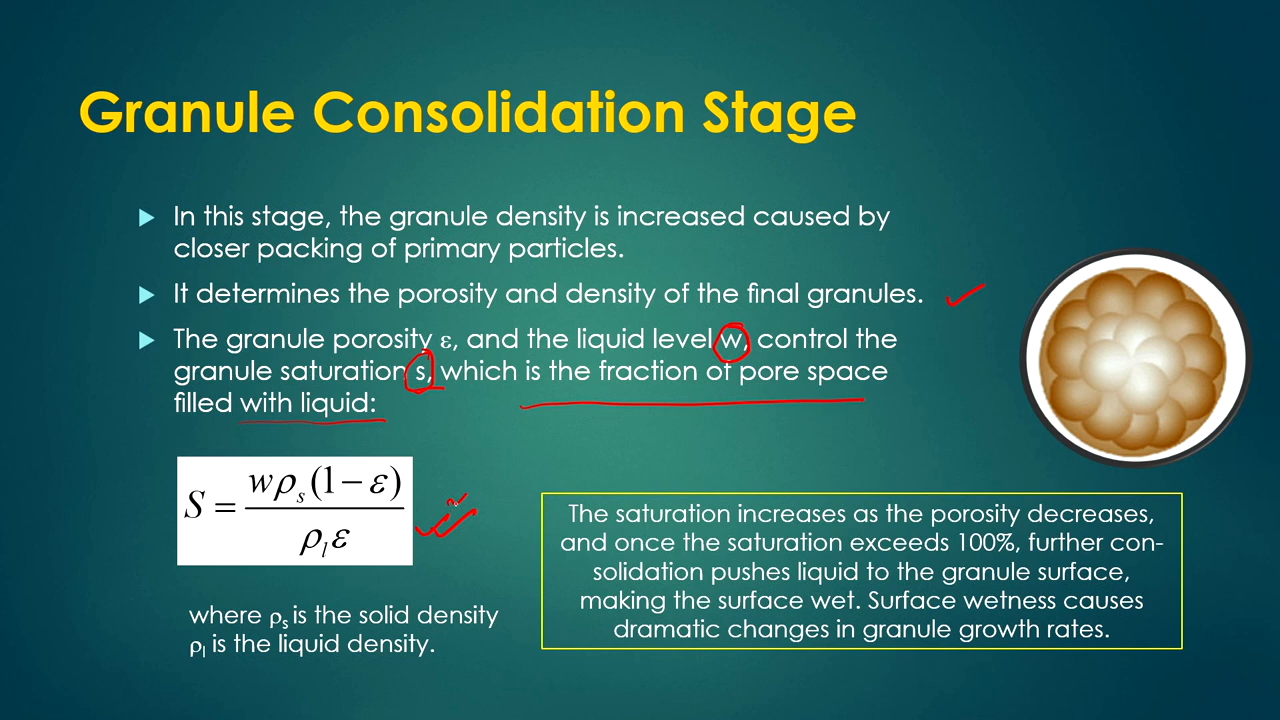 Granule Consolidation Stage
In this stage, the granule density is increased caused by
closer packing of primary particles.
It determines the porosity and density of the final granules.
The granule porosity ε, and the liquid level w, control the
granule saturation s, which is the fraction of pore space
filled with liquid:
S = wρs(1 − ε) / ρlε
where ρs is the solid density
ρl is the liquid density.
The saturation increases as the porosity decreases,
and once the saturation exceeds 100%, further con-
solidation pushes liquid to the granule surface,
making the surface wet. Surface wetness causes
dramatic changes in granule growth rates.